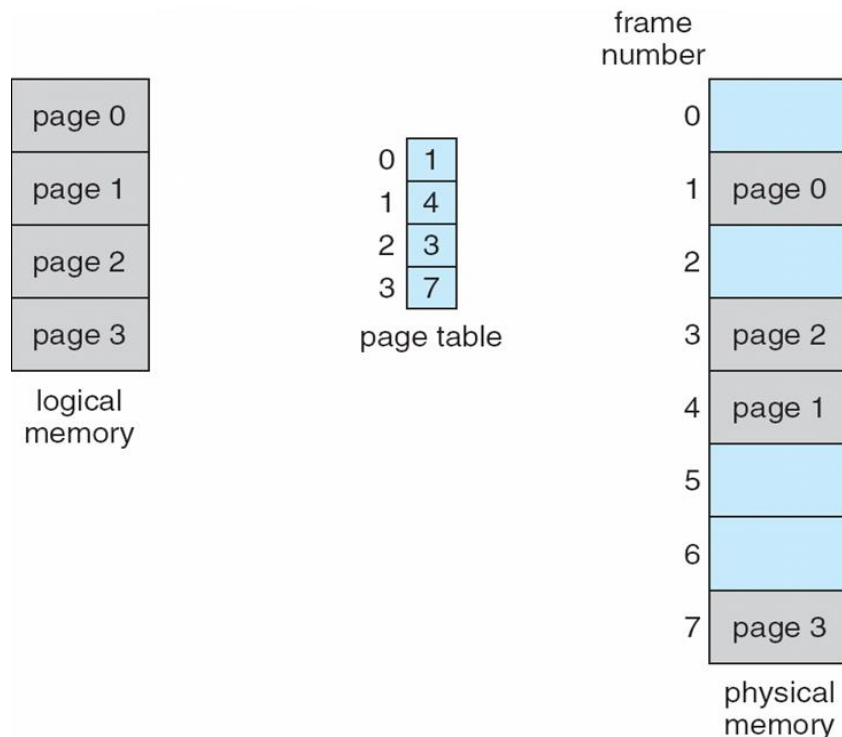 frame
number
page 0
page 1
page 2
page 3
logical
memory
0 1
1 4
2 3
3 7
page table
0
1 page 0
2
3 page 2
4 page 1
5
6
7 page 3
physical
memory